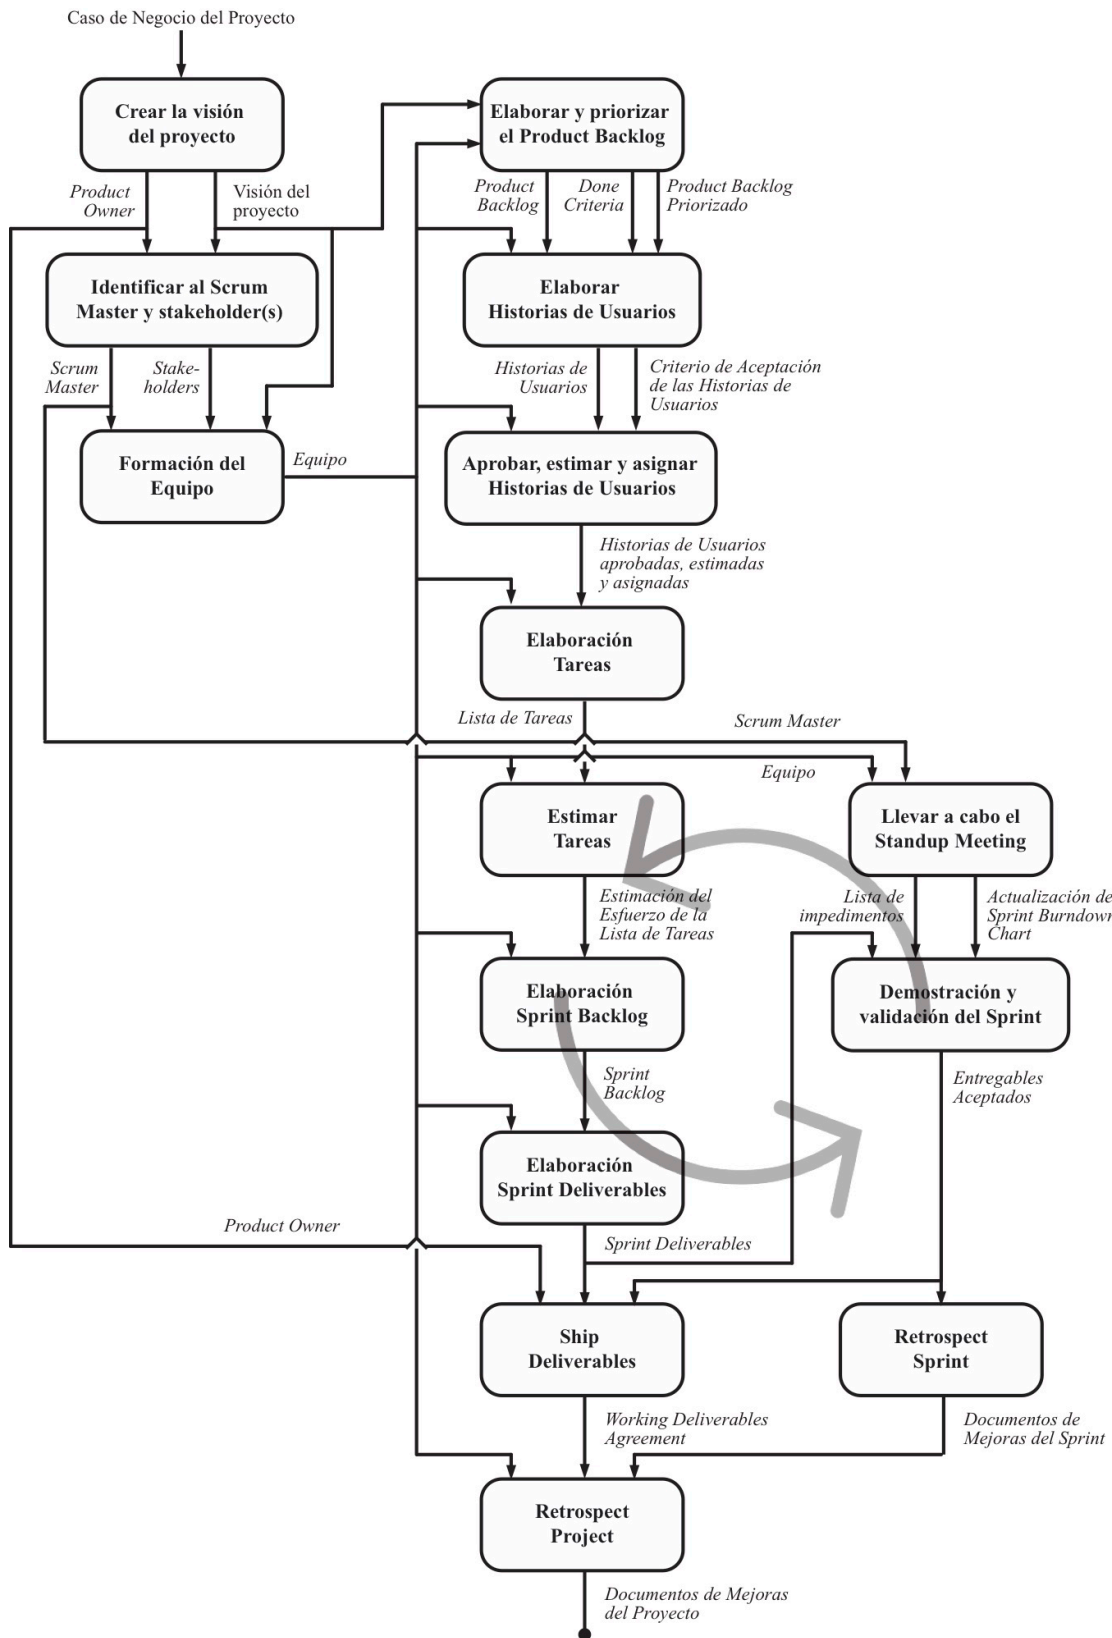 Caso de Negocio del Proyecto
Crear la visión
del proyecto
Product
Owner
Visión del
proyecto
Identificar al Scrum
Master y stakeholder(s)
Scrum
Master
Stake-
holders
Formación del
Equipo
Equipo
Elaborar y priorizar
el Product Backlog
Product
Backlog
Done
Criteria
Product Backlog
Priorizado
Elaborar
Historias de Usuarios
Historias de
Usuarios
Criterio de Aceptación
de las Historias de
Usuarios
Aprobar, estimar y asignar
Historias de Usuarios
Historias de Usuarios
aprobadas, estimadas
y asignadas
Elaboración
Tareas
Lista de Tareas
Scrum Master
Equipo
Estimar
Tareas
Llevar a cabo el
Standup Meeting
Estimación del
Esfuerzo de la
Lista de Tareas
Lista de
impedimentos
Actualización de
Sprint Burndown
Chart
Elaboración
Sprint Backlog
Demostración y
validación del Sprint
Sprint
Backlog
Entregables
Aceptados
Elaboración
Sprint Deliverables
Product Owner
Sprint Deliverables
Ship
Deliverables
Retrospect
Sprint
Working Deliverables
Agreement
Documentos de
Mejoras del Sprint
Retrospect
Project
Documentos de Mejoras
del Proyecto